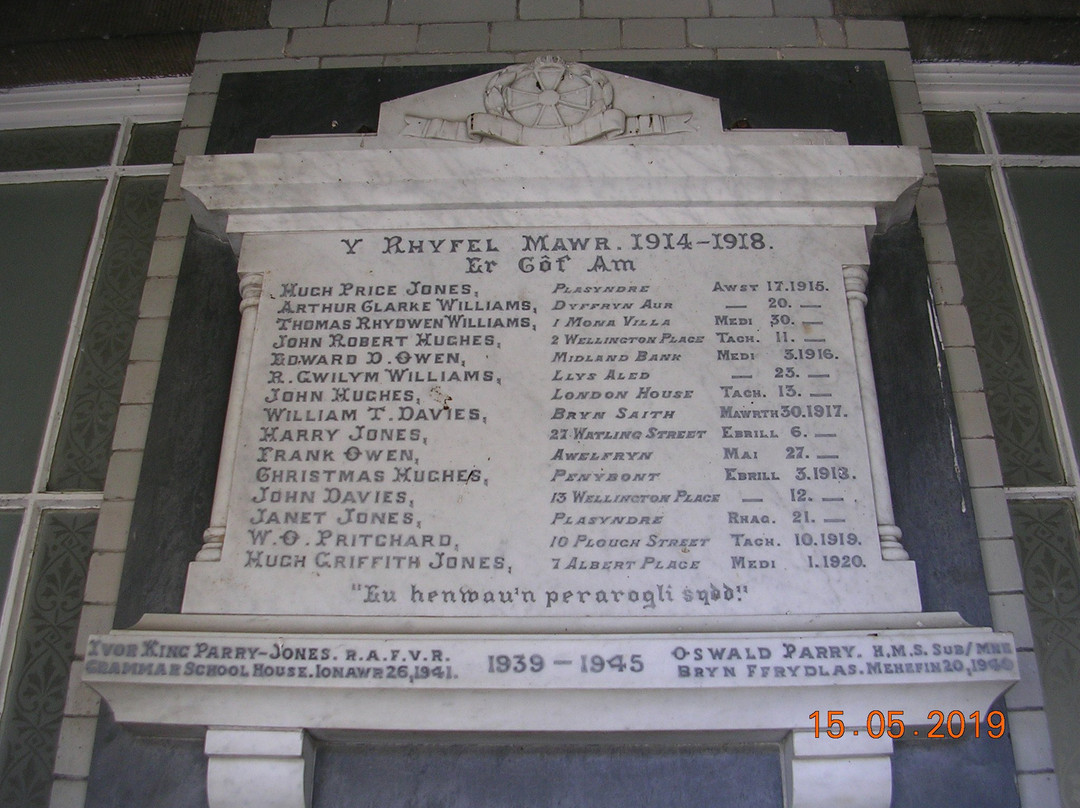 Y RHYFEL MAWR. 1914-1918.
Er Côf Am
HUGH PRICE JONES, PLASYNDRE AWST 17.1915.
ARTHUR CLARKE WILLIAMS, DYFFRYN AUR — 20. —
THOMAS RHYDWEN WILLIAMS, 1 MONA VILLA MEDI 30. —
JOHN ROBERT HUGHES, 2 WELLINGTON PLACE TACH. 11. —
EDWARD D. OWEN, MIDLAND BANK MEDI 3.1916.
R. GWILYM WILLIAMS, LLYS ALED — 23. —
JOHN HUGHES, LONDON HOUSE TACH. 13. —
WILLIAM T. DAVIES, BRYN SAITH MAWRTH 30.1917.
HARRY JONES, 27 WATLING STREET EBRILL 6. —
FRANK OWEN, AWELFRYN MAI 27. —
CHRISTMAS HUGHES, PENYBONT EBRILL 3.1918.
JOHN DAVIES, 13 WELLINGTON PLACE — 12. —
JANET JONES, PLASYNDRE RHAG. 21. —
W.O. PRITCHARD, 10 PLOUGH STREET TACH. 10.1919.
HUGH GRIFFITH JONES, 7 ALBERT PLACE MEDI 1.1920.
"Eu henwau'n perarogli sydd."
IVOR KING PARRY-JONES. R.A.F.V.R. 1939 — 1945 OSWALD PARRY. H.M.S. SUB/MNE
GRAMMAR SCHOOL HOUSE. IONAWR 26, 1941. BRYN FFRYDLAS. MEHEFIN 20, 1940
15.05.2019